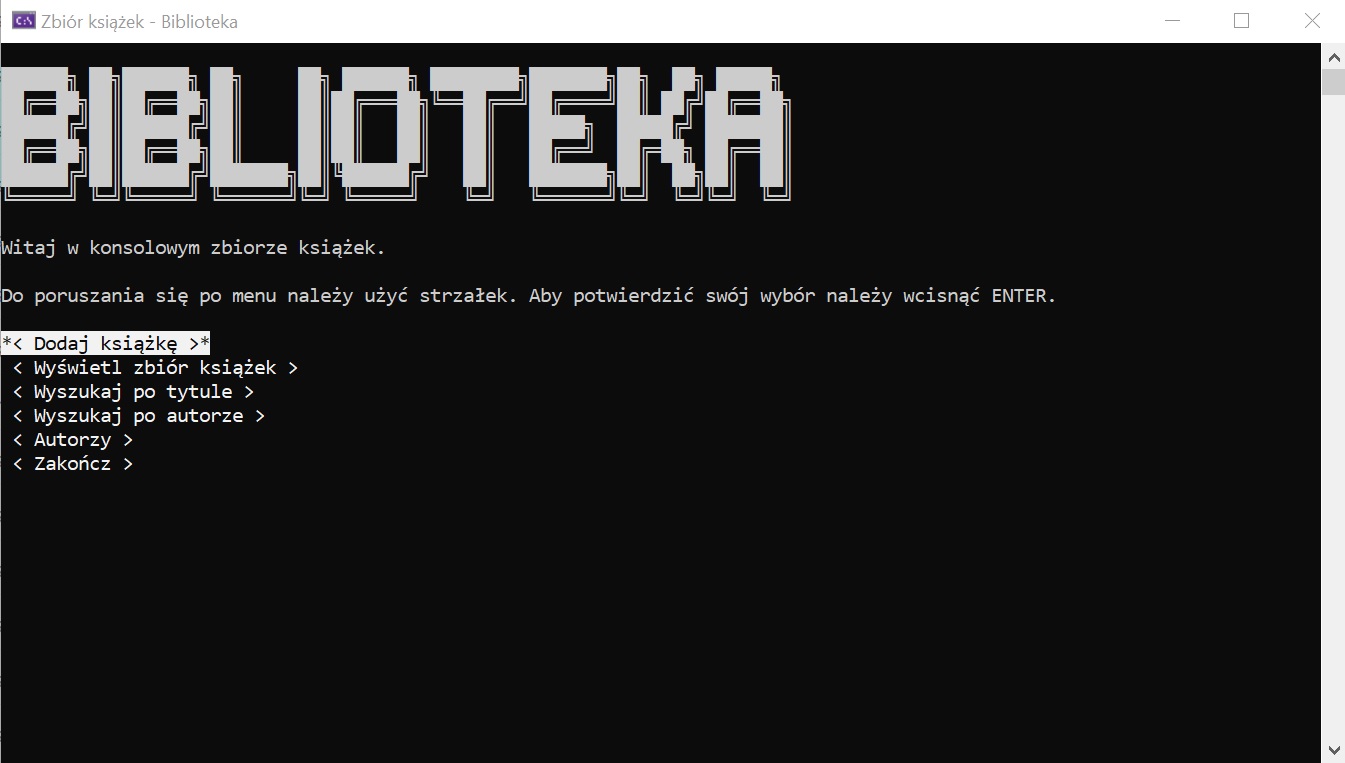 Zbiór książek - Biblioteka
BIBLIOTEKA
Witaj w konsolowym zbiorze książek.
Do poruszania się po menu należy użyć strzałek. Aby potwierdzić swój wybór należy wcisnąć ENTER.
*< Dodaj książkę >*
< Wyświetl zbiór książek >
< Wyszukaj po tytule >
< Wyszukaj po autorze >
< Autorzy >
< Zakończ >